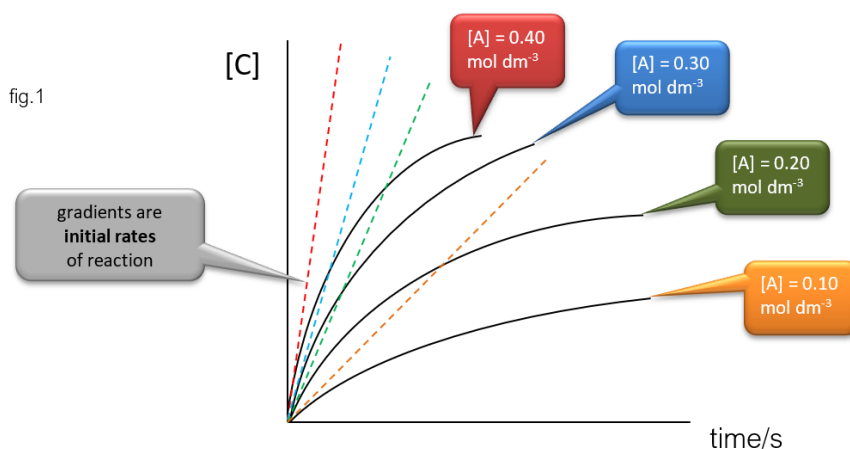 fig.1
[C]
[A] = 0.40
mol dm⁻³
[A] = 0.30
mol dm⁻³
[A] = 0.20
mol dm⁻³
gradients are
initial rates
of reaction
[A] = 0.10
mol dm⁻³
time/s